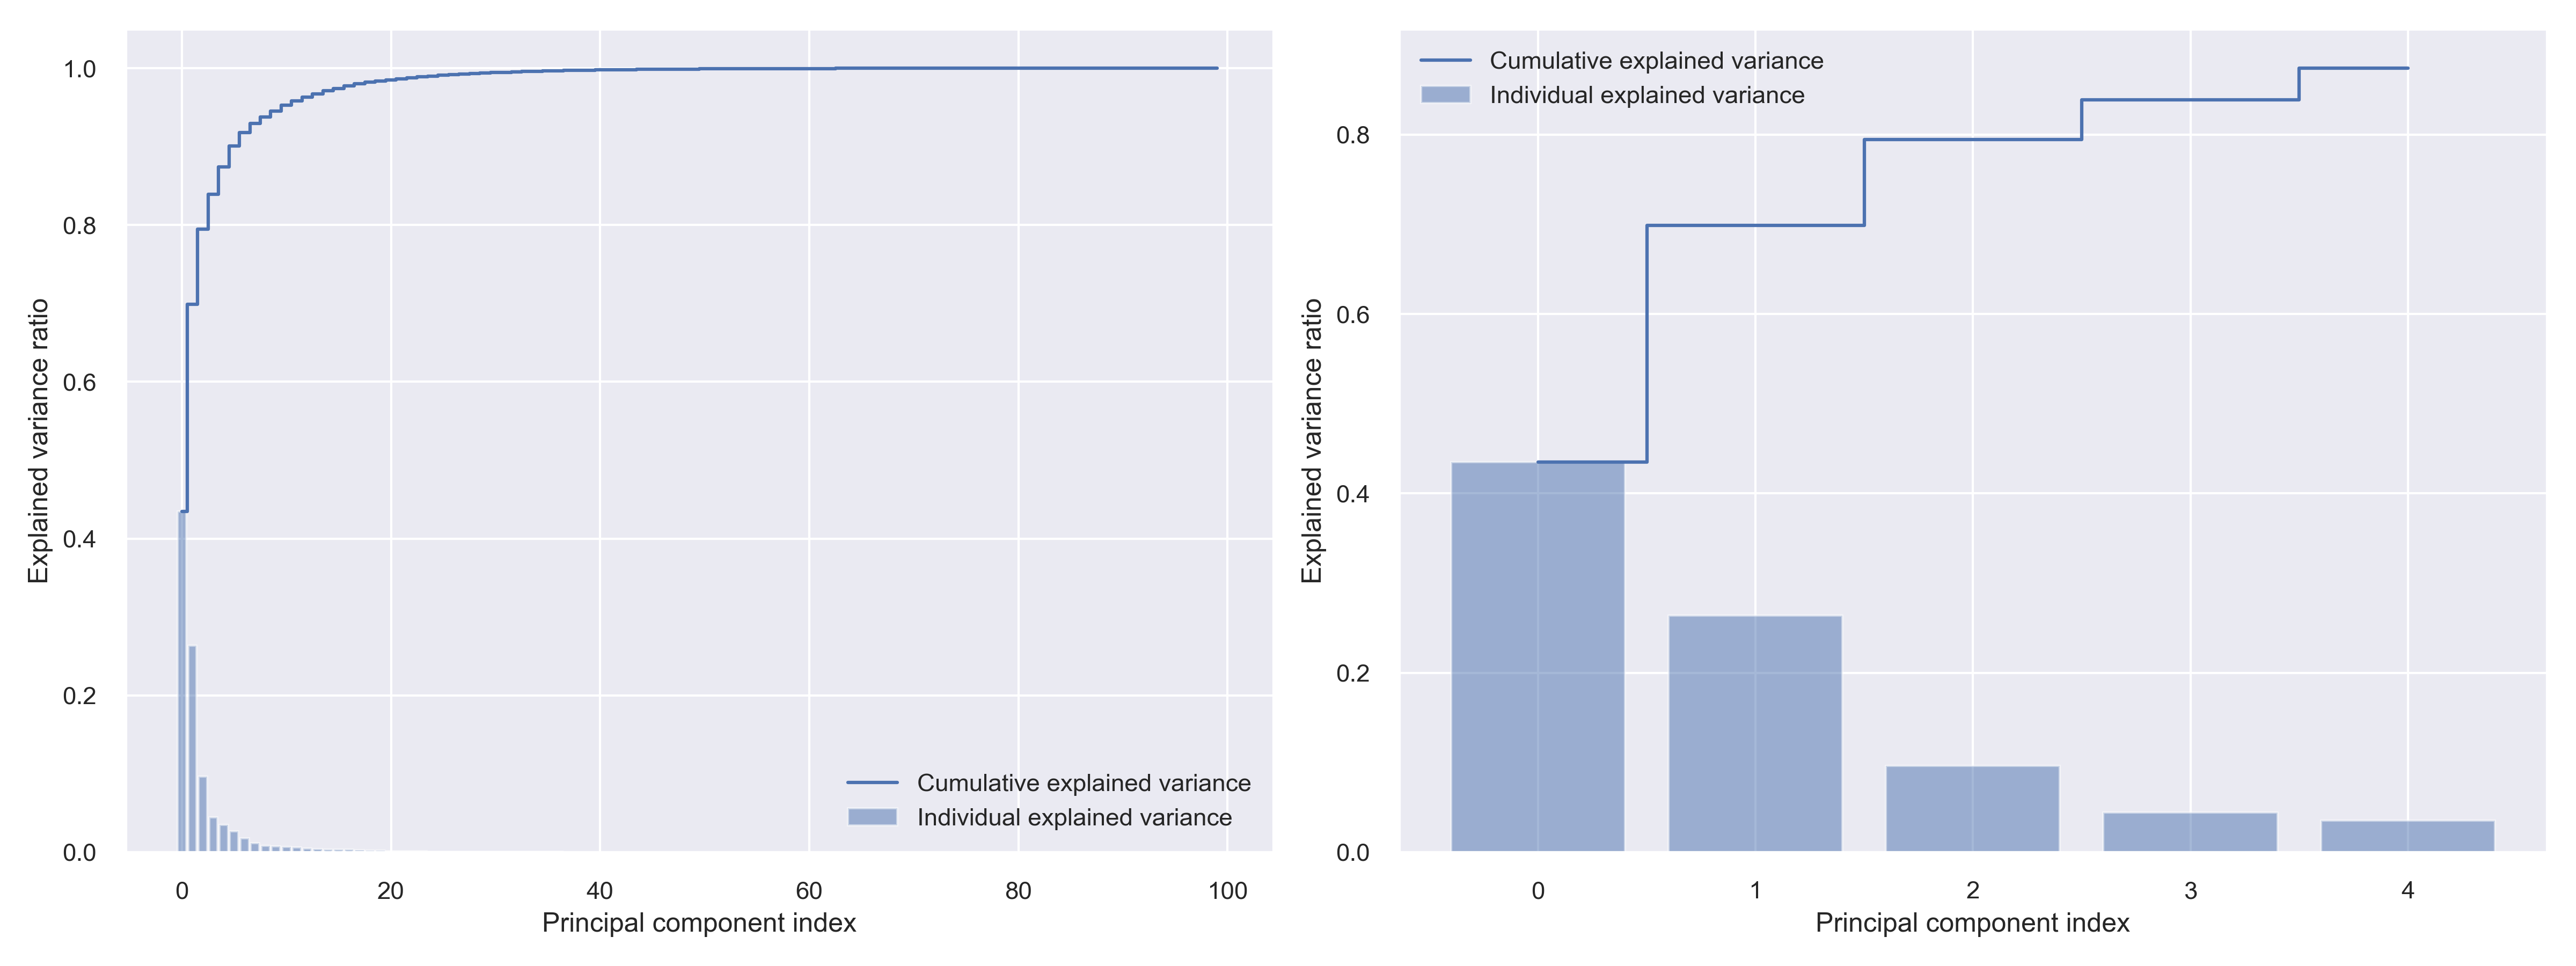 Explained variance ratio
1.0
0.8
0.6
0.4
0.2
0.0
Cumulative explained variance
Individual explained variance
0 20 40 60 80 100
Principal component index
Explained variance ratio
Cumulative explained variance
Individual explained variance
0.8
0.6
0.4
0.2
0.0
0 1 2 3 4
Principal component index